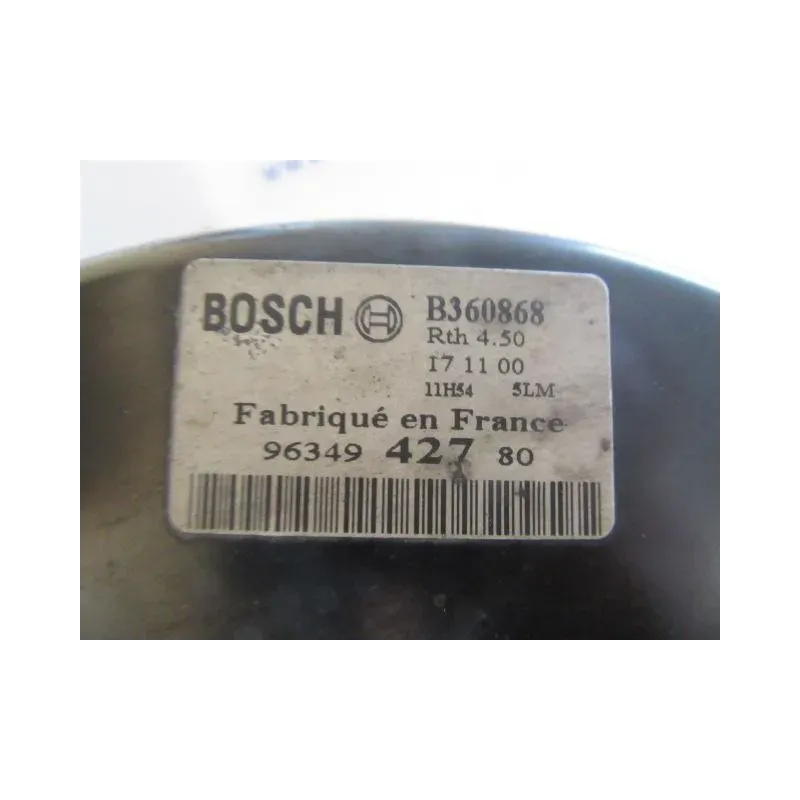 BOSCH B360868
Rth 4.50
17 11 00
11H54 5LM
Fabriqué en France
96349 427 80